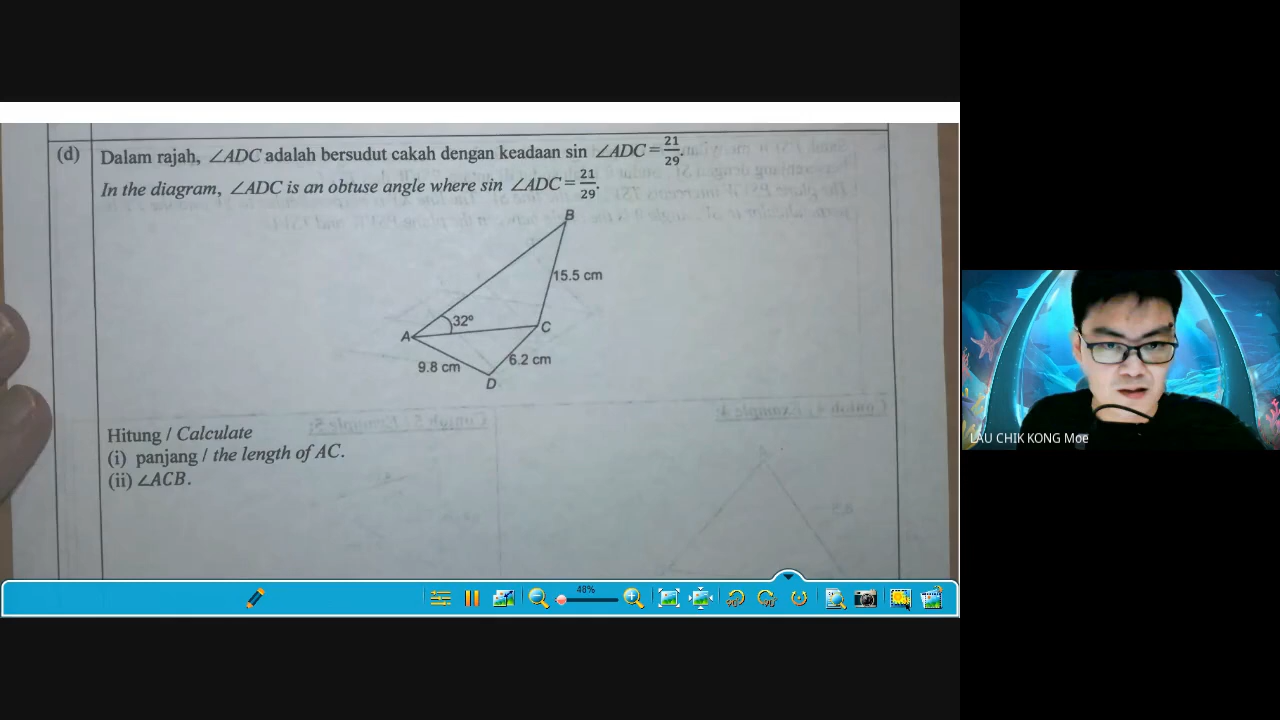 (d) Dalam rajah, ∠ADC adalah bersudut cakah dengan keadaan sin ∠ADC = 21/29.
In the diagram, ∠ADC is an obtuse angle where sin ∠ADC = 21/29.
B
15.5 cm
32°
A
C
9.8 cm
6.2 cm
D
Hitung / Calculate
(i) panjang / the length of AC.
(ii) ∠ACB.
LAU CHIK KONG Moe
48%